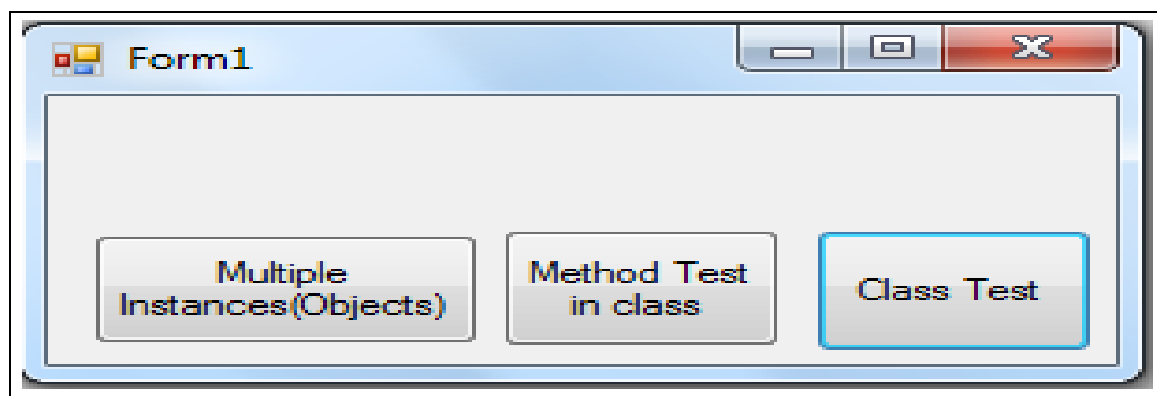 Form1
Multiple
Instances(Objects)
Method Test
in class
Class Test